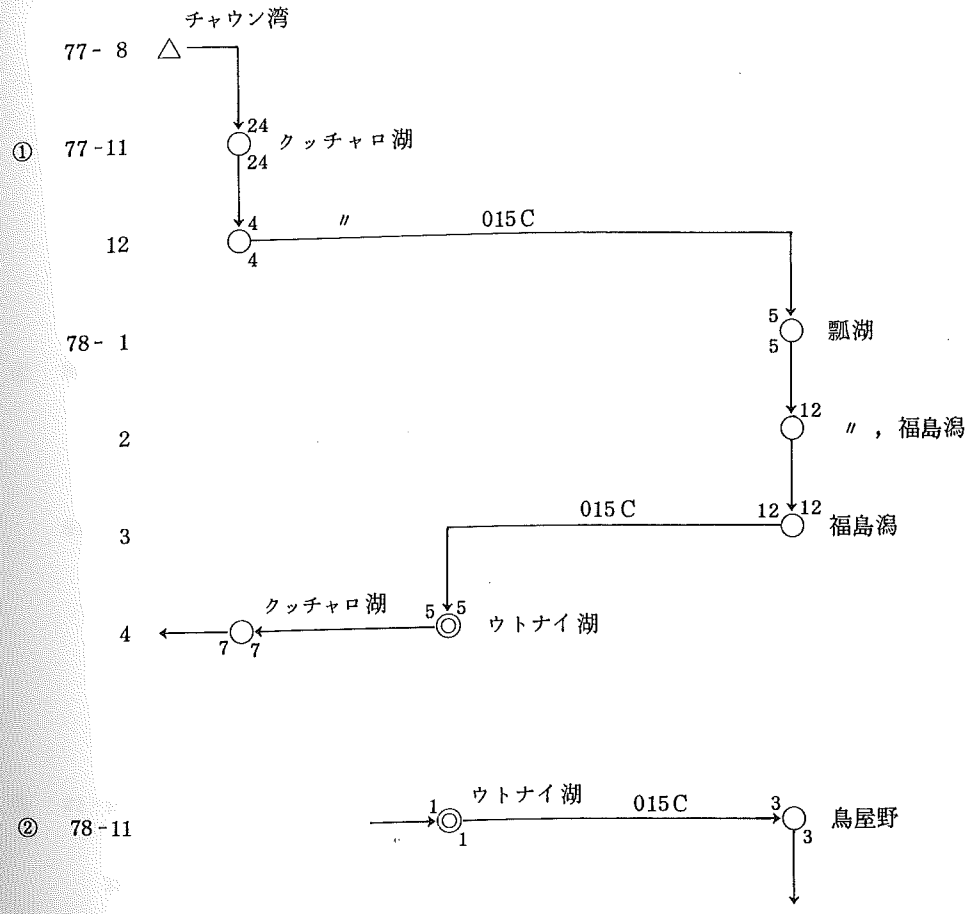 チャウン湾
77- 8 △
24
① 77-11 クッチャロ湖
24
4 〃 015C
12
4
5
78- 1 瓢湖
5
12
2 〃 , 福島潟
015C 12 12
3 福島潟
クッチャロ湖 5 5 ウトナイ湖
4
7 7
ウトナイ湖
1 015C 3
② 78-11 鳥屋野
1 3